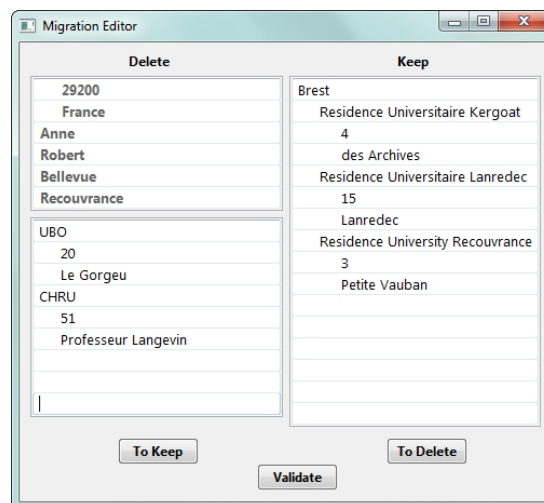 Migration Editor
Delete
29200
France
Anne
Robert
Bellevue
Recouvrance
UBO
20
Le Gorgeu
CHRU
51
Professeur Langevin
Keep
Brest
Residence Universitaire Kergoat
4
des Archives
Residence Universitaire Lanredec
15
Lanredec
Residence University Recouvrance
3
Petite Vauban
To Keep
To Delete
Validate